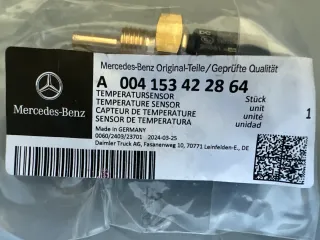 Mercedes-Benz Original-Teile/Geprüfte Qualität
A 004 153 42 28 64
TEMPERATURSENSOR
TEMPERATURE SENSOR
CAPTEUR DE TEMPERATURE
SENSOR DE TEMPERATURA
Stück
unit
unité
unidad
1
Mercedes-Benz
Made in GERMANY
0060/2403/23701 2024-03-25
Daimler Truck AG, Fasanenweg 10, 70771 Leinfelden-E., DE